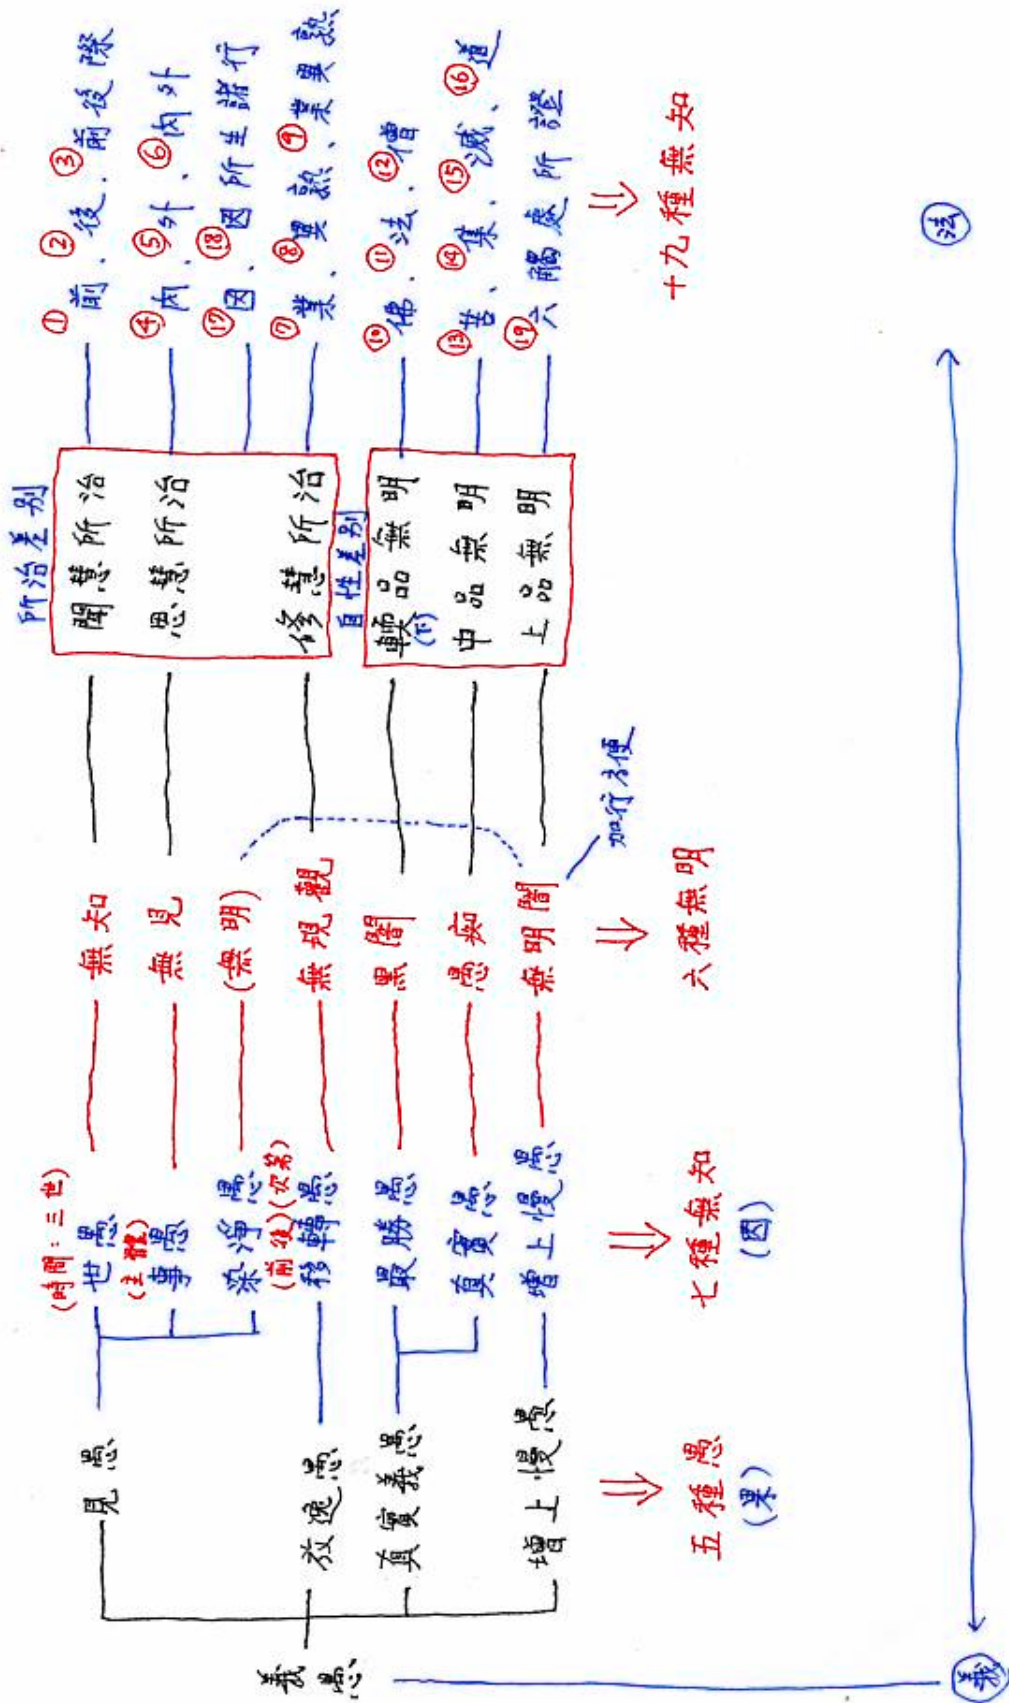 義愚
見愚
放逸愚
真實義愚
增上慢愚
五種愚
(果)
(時間：三世)
世愚
(主體)
事愚
染淨愚
(前後)(次第)
移轉愚
最勝愚
真實愚
增上慢愚
七種無知
(因)
無知
無見
(無明)
無現觀
黑闇
愚痴
無明闇
加行方便
六種無明
所治差別
聞慧所治
思慧所治
修慧所治
自性差別
輭品無明
(下)
中品無明
上品無明
①前、②後、③前後際
④內、⑤外、⑥內外
⑰因、⑱因所生諸行
⑦業、⑧異熟、⑨業異熟
⑩佛、⑪法、⑫僧
⑬苦、⑭集、⑮滅、⑯道
⑲六觸處所證
十九種無知
義
法